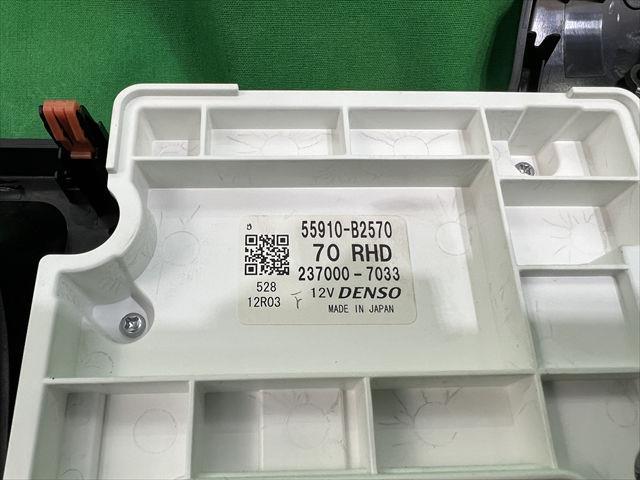 55910-B2570
70 RHD
237000-7033
528
12V DENSO
12R03
MADE IN JAPAN